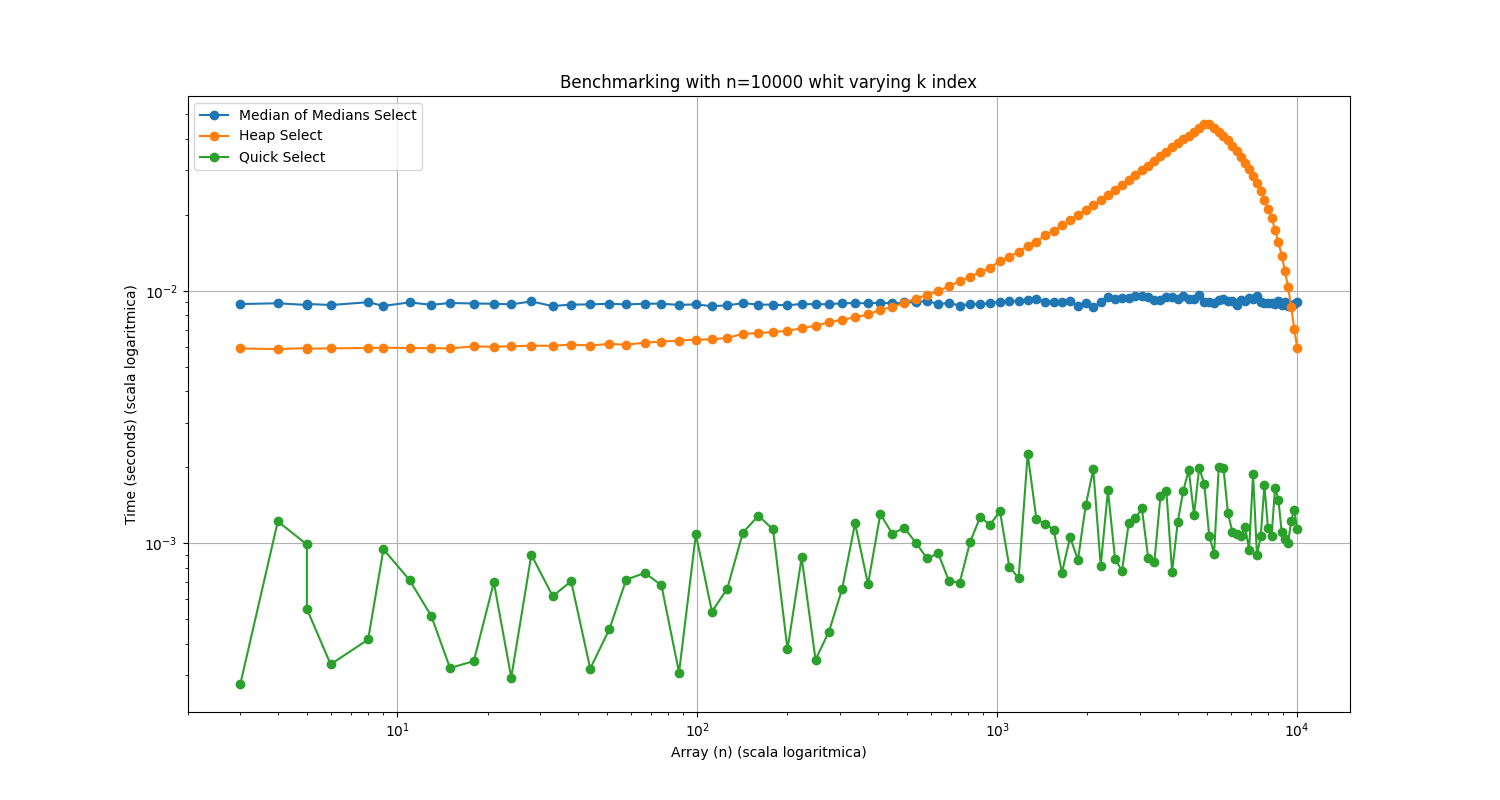 Benchmarking with n=10000 whit varying k index
Median of Medians Select
Heap Select
Quick Select
Time (seconds) (scala logaritmica)
10⁻²
10⁻³
10¹ 10² 10³ 10⁴
Array (n) (scala logaritmica)